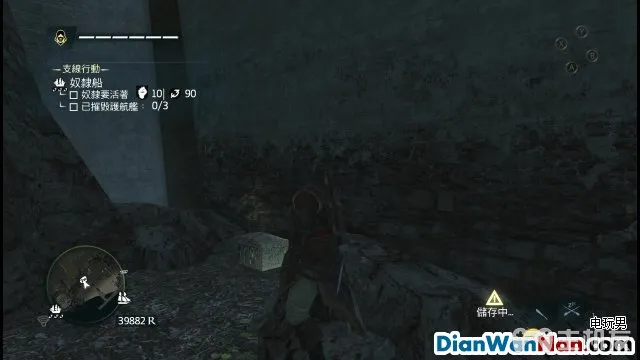 支線行動
奴隸船
奴隸要活著 10| 90
已摧毀護航艦： 0/3
Y
X
B
A
39882 R
儲存中...
电玩男
DianWanNan.com